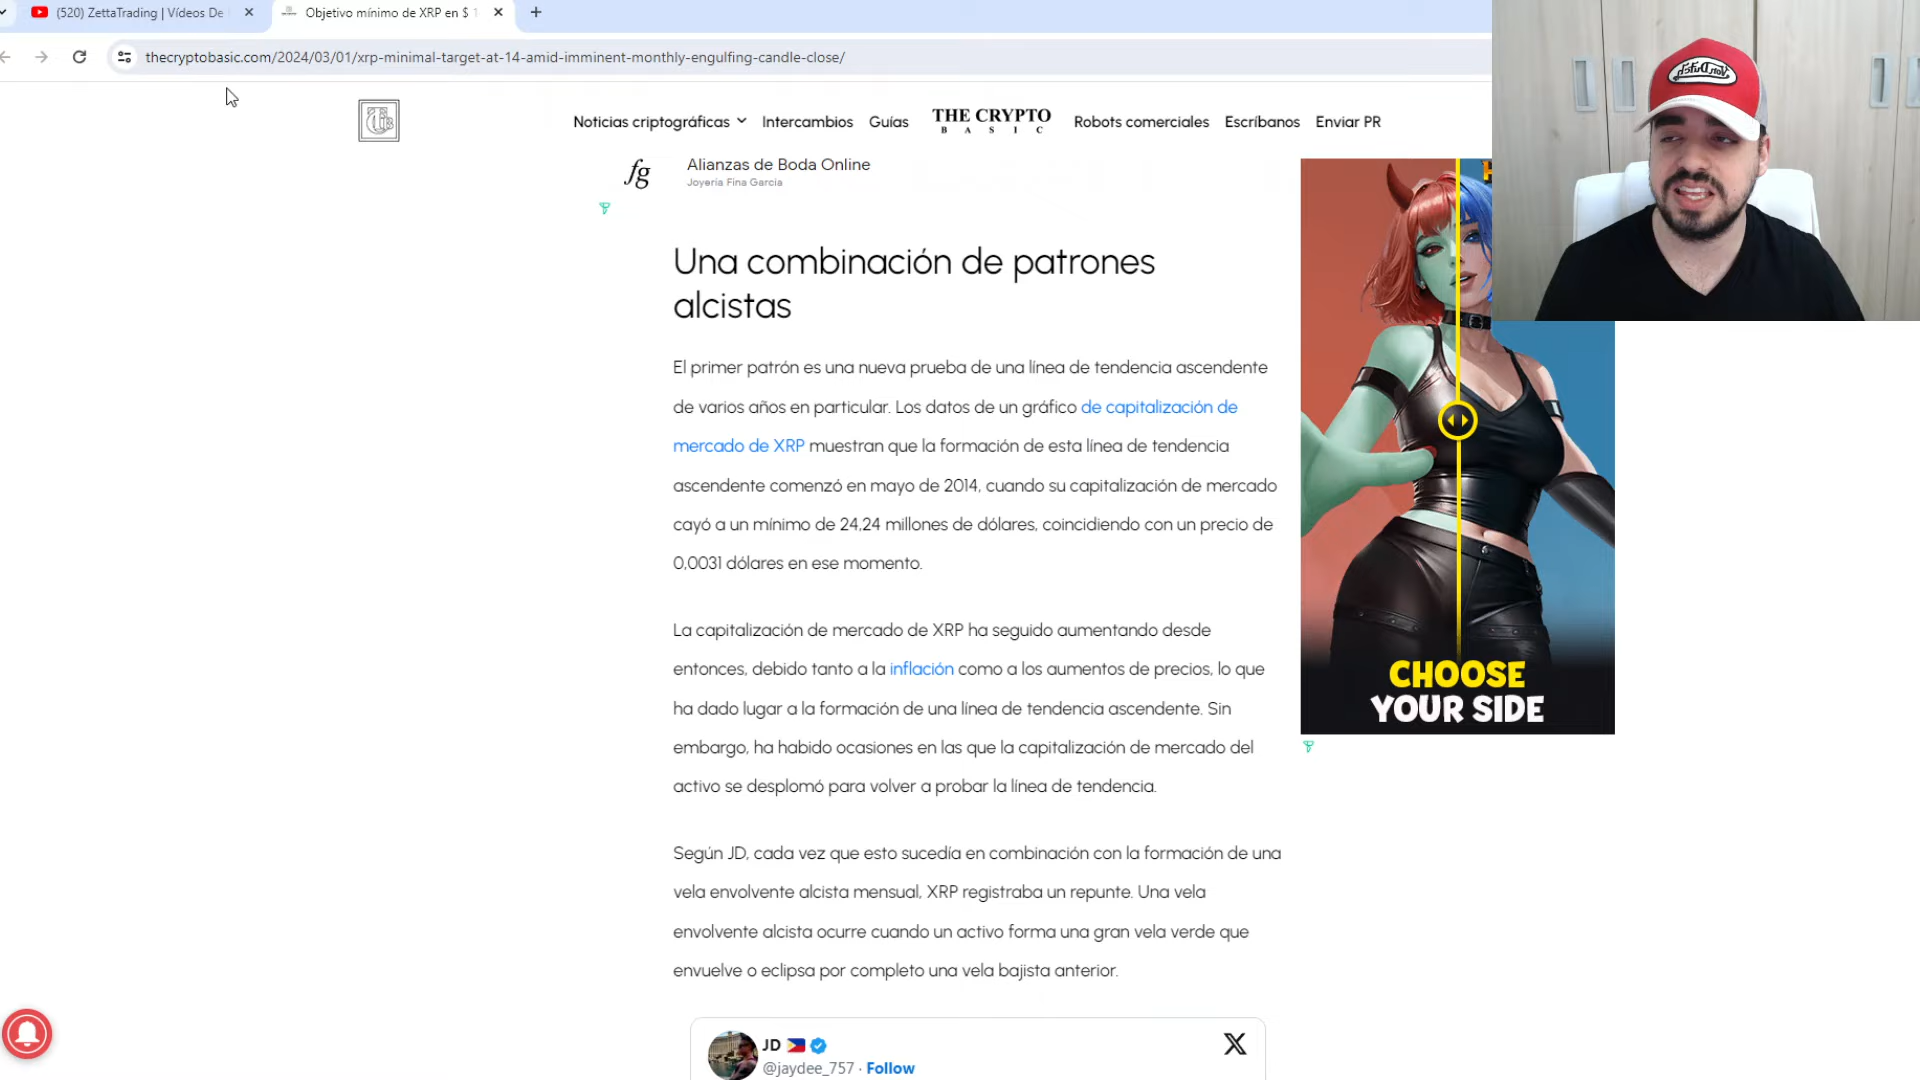 (520) ZettaTrading | Vídeos De
Objetivo mínimo de XRP en $ 1
thecryptobasic.com/2024/03/01/xrp-minimal-target-at-14-amid-imminent-monthly-engulfing-candle-close/
Noticias criptográficas
Intercambios
Guías
THE CRYPTO
BASIC
Robots comerciales
Escríbanos
Enviar PR
Von Dutch
fg
Alianzas de Boda Online
Joyería Fina Garcia
Una combinación de patrones
alcistas
El primer patrón es una nueva prueba de una línea de tendencia ascendente
de varios años en particular. Los datos de un gráfico de capitalización de
mercado de XRP muestran que la formación de esta línea de tendencia
ascendente comenzó en mayo de 2014, cuando su capitalización de mercado
cayó a un mínimo de 24,24 millones de dólares, coincidiendo con un precio de
0,0031 dólares en ese momento.
La capitalización de mercado de XRP ha seguido aumentando desde
entonces, debido tanto a la inflación como a los aumentos de precios, lo que
ha dado lugar a la formación de una línea de tendencia ascendente. Sin
embargo, ha habido ocasiones en las que la capitalización de mercado del
activo se desplomó para volver a probar la línea de tendencia.
CHOOSE
YOUR SIDE
Según JD, cada vez que esto sucedía en combinación con la formación de una
vela envolvente alcista mensual, XRP registraba un repunte. Una vela
envolvente alcista ocurre cuando un activo forma una gran vela verde que
envuelve o eclipsa por completo una vela bajista anterior.
JD
@jaydee_757 · Follow